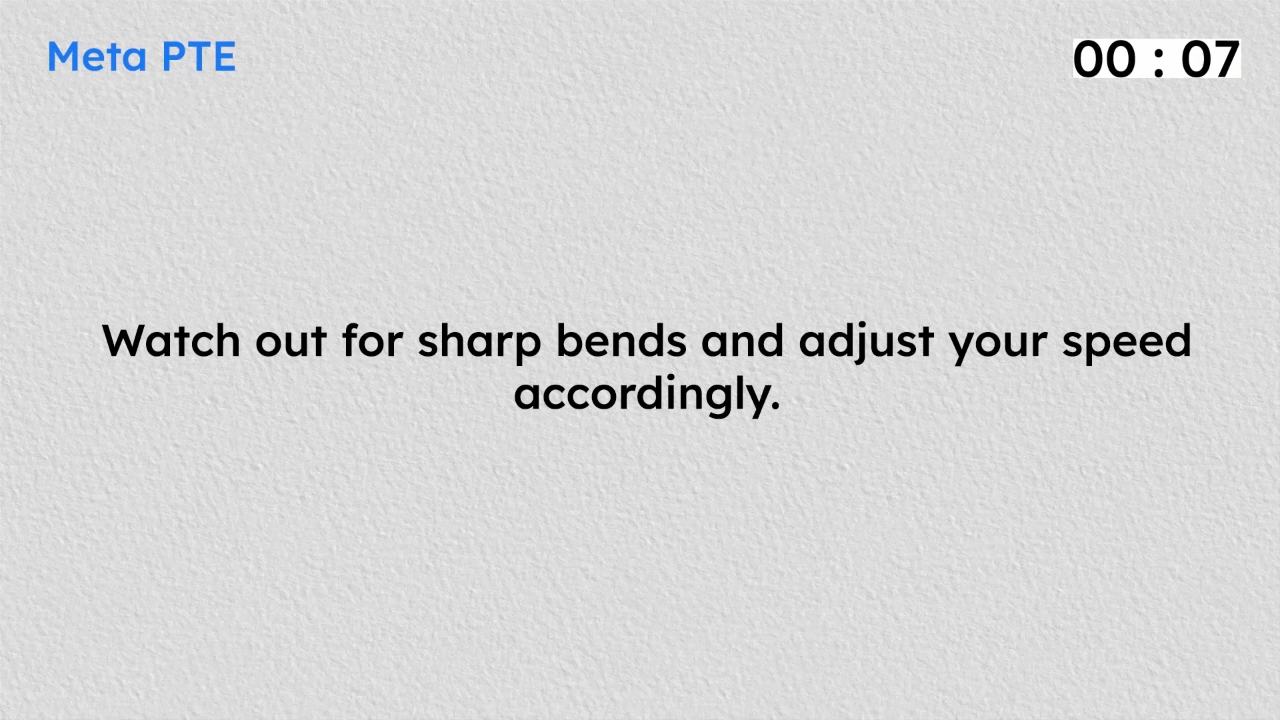 Meta PTE
00 : 07
Watch out for sharp bends and adjust your speed
accordingly.